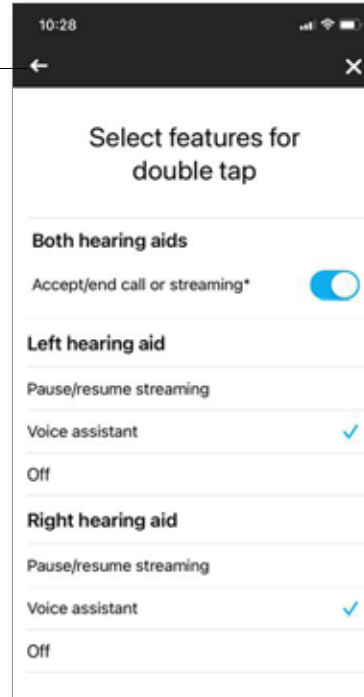 10:28
Select features for
double tap
Both hearing aids
Accept/end call or streaming*
Left hearing aid
Pause/resume streaming
Voice assistant
Off
Right hearing aid
Pause/resume streaming
Voice assistant
Off